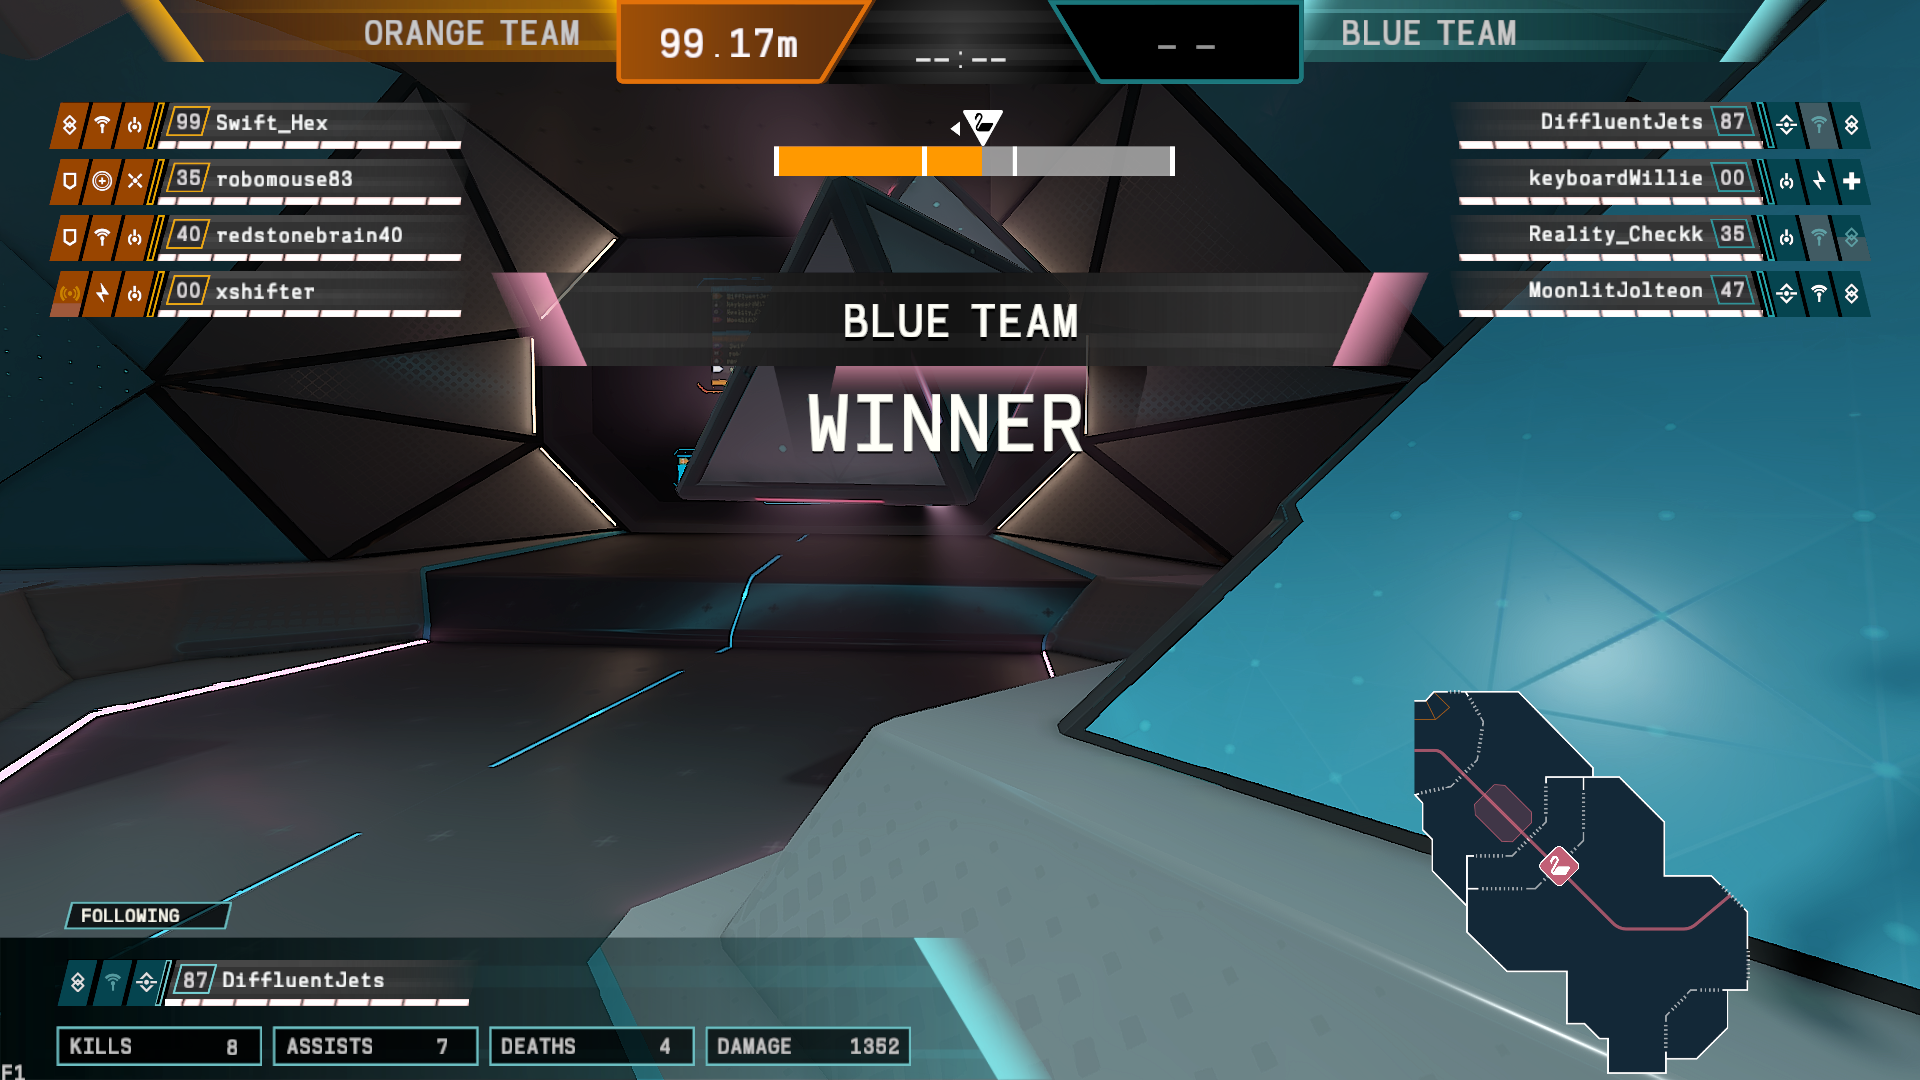 ORANGE TEAM
99.17m
--:--
- -
BLUE TEAM
99 Swift_Hex
35 robomouse83
40 redstonebrain40
00 xshifter
DiffluentJets 87
keyboardWillie 00
Reality_Checkk 35
MoonlitJolteon 47
BLUE TEAM
WINNER
FOLLOWING
87 DiffluentJets
KILLS 8
ASSISTS 7
DEATHS 4
DAMAGE 1352
F1